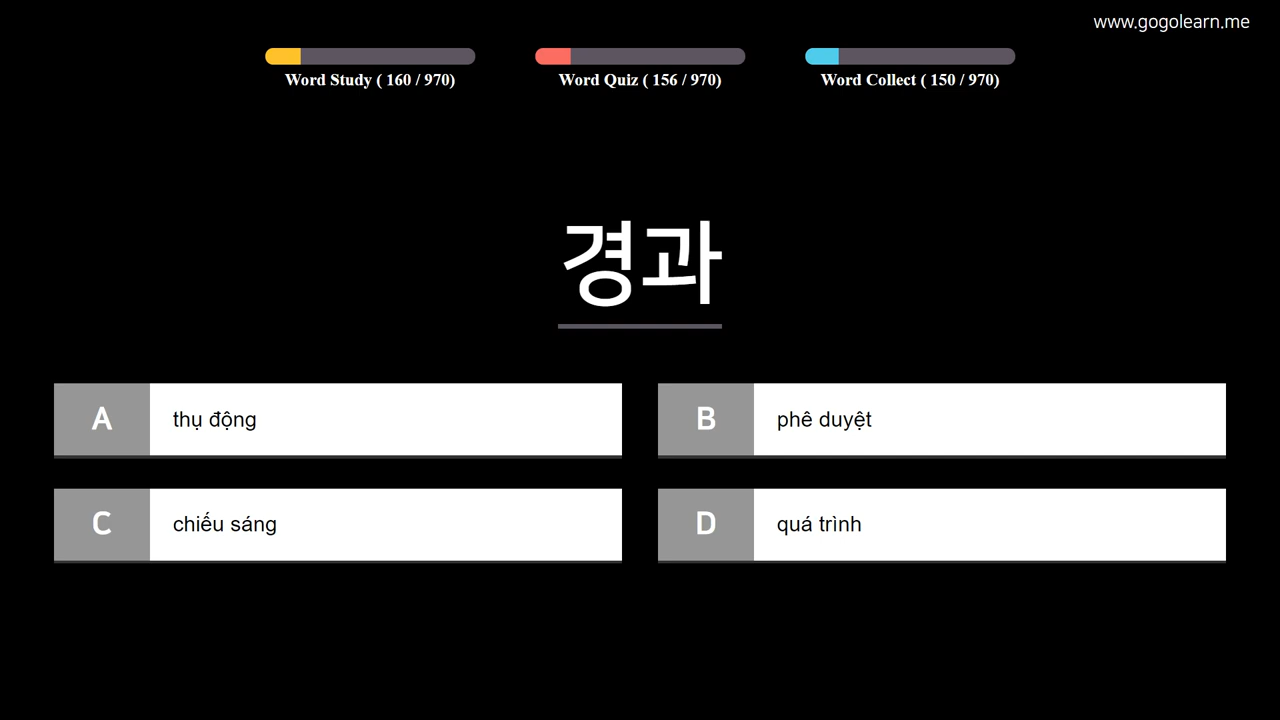 www.gogolearn.me
Word Study ( 160 / 970)
Word Quiz ( 156 / 970)
Word Collect ( 150 / 970)
경과
A thụ động
B phê duyệt
C chiếu sáng
D quá trình